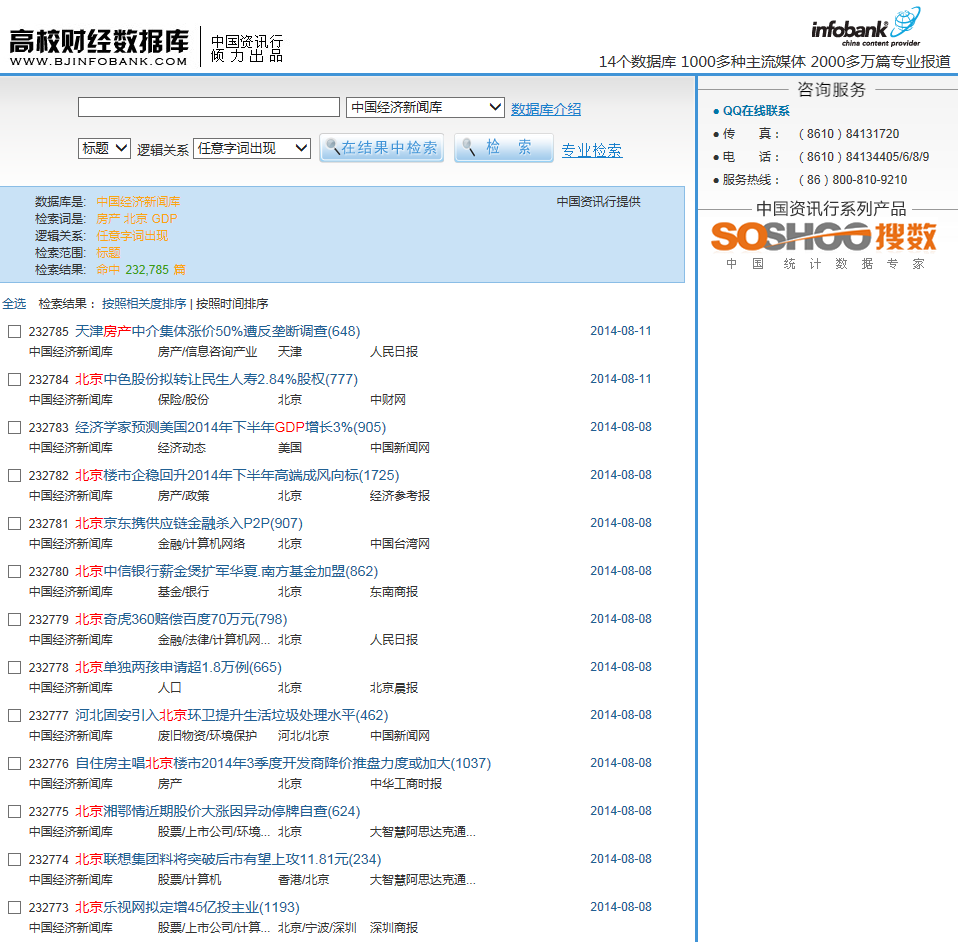 高校财经数据库
WWW.BJINFOBANK.COM
中国资讯行
倾力出品
infobank
china content provider
14个数据库 1000多种主流媒体 2000多万篇专业报道
中国经济新闻库 数据库介绍
标题 逻辑关系 任意字词出现 在结果中检索 检 索 专业检索
数据库是: 中国经济新闻库 中国资讯行提供
检索词是: 房产 北京 GDP
逻辑关系: 任意字词出现
检索范围: 标题
检索结果: 命中 232,785 篇
全选 检索结果: 按照相关度排序 | 按照时间排序
232785 天津房产中介集体涨价50%遭反垄断调查(648) 2014-08-11
中国经济新闻库 房产/信息咨询产业 天津 人民日报
232784 北京中色股份拟转让民生人寿2.84%股权(777) 2014-08-11
中国经济新闻库 保险/股份 北京 中财网
232783 经济学家预测美国2014年下半年GDP增长3%(905) 2014-08-08
中国经济新闻库 经济动态 美国 中国新闻网
232782 北京楼市企稳回升2014年下半年高端成风向标(1725) 2014-08-08
中国经济新闻库 房产/政策 北京 经济参考报
232781 北京京东携供应链金融杀入P2P(907) 2014-08-08
中国经济新闻库 金融/计算机网络 北京 中国台湾网
232780 北京中信银行薪金煲扩军华夏.南方基金加盟(862) 2014-08-08
中国经济新闻库 基金/银行 北京 东南商报
232779 北京奇虎360赔偿百度70万元(798) 2014-08-08
中国经济新闻库 金融/法律/计算机网... 北京 人民日报
232778 北京单独两孩申请超1.8万例(665) 2014-08-08
中国经济新闻库 人口 北京 北京晨报
232777 河北固安引入北京环卫提升生活垃圾处理水平(462) 2014-08-08
中国经济新闻库 废旧物资/环境保护 河北/北京 中国新闻网
232776 自住房主唱北京楼市2014年3季度开发商降价推盘力度或加大(1037) 2014-08-08
中国经济新闻库 房产 北京 中华工商时报
232775 北京湘鄂情近期股价大涨因异动停牌自查(624) 2014-08-08
中国经济新闻库 股票/上市公司/环境... 北京 大智慧阿思达克通...
232774 北京联想集团料将突破后市有望上攻11.81元(234) 2014-08-08
中国经济新闻库 股票/计算机 香港/北京 大智慧阿思达克通...
232773 北京乐视网拟定增45亿投主业(1193) 2014-08-08
中国经济新闻库 股票/上市公司/计算... 北京/宁波/深圳 深圳商报
咨询服务
QQ在线联系
传 真: (8610) 84131720
电 话: (8610) 84134405/6/8/9
服务热线: (86) 800-810-9210
中国资讯行系列产品
SOSHOO搜数
中国统计数据专家